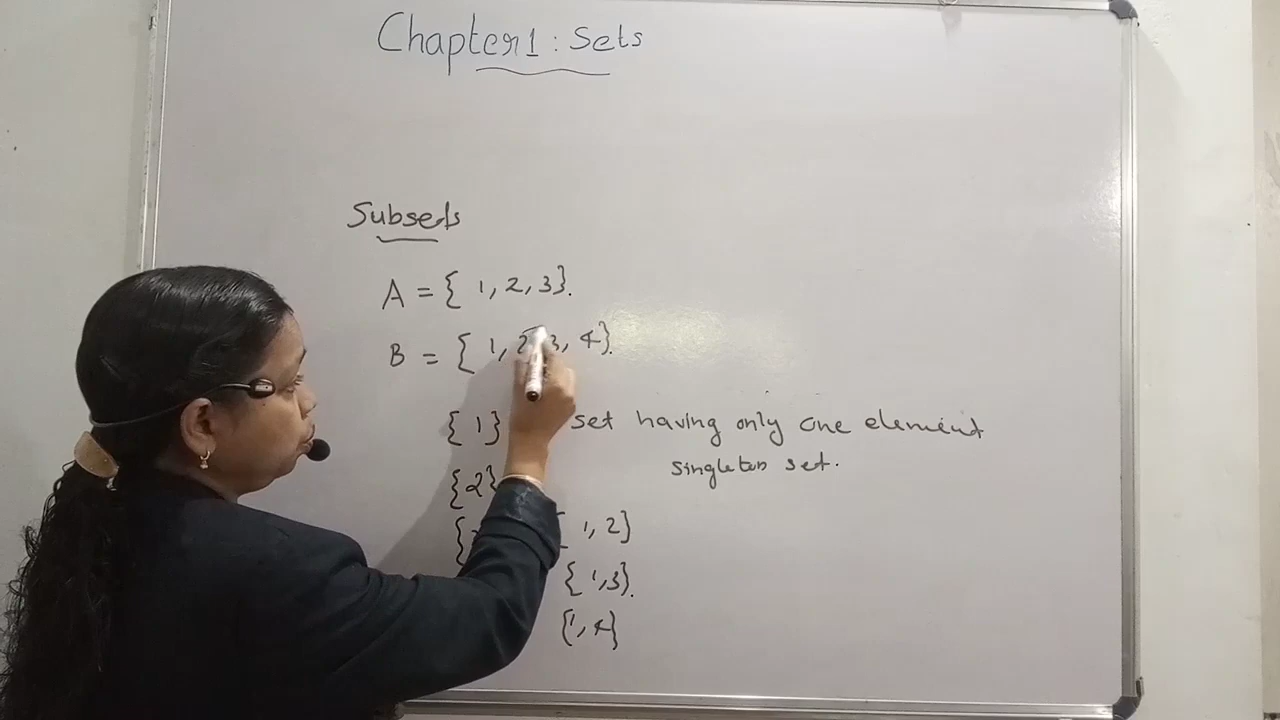 Chapter 1 : Sets
Subsets
A = { 1, 2, 3}.
B = { 1, 2, 3, 4}.
{ 1 } set having only one element
singleton set.
{2}
{ 1, 2}
{ 1,3}.
{1, 4}